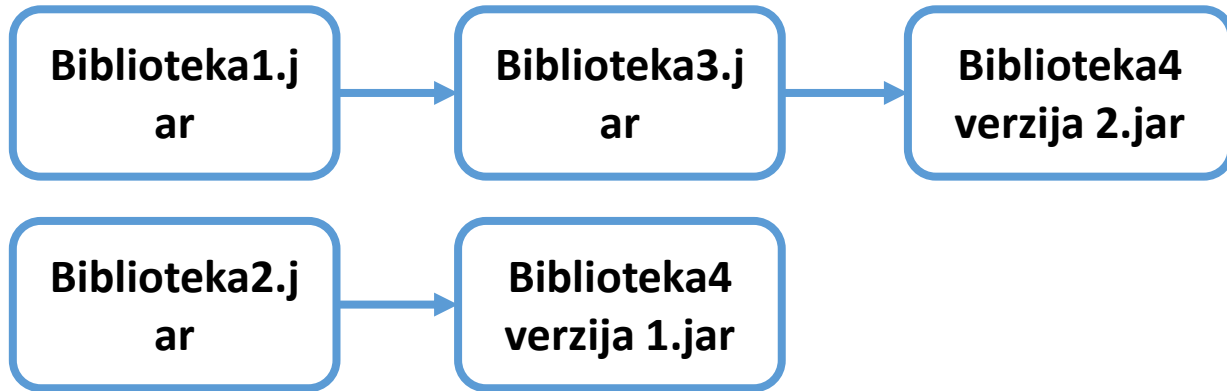 Biblioteka1.j
ar
Biblioteka3.j
ar
Biblioteka4
verzija 2.jar
Biblioteka2.j
ar
Biblioteka4
verzija 1.jar